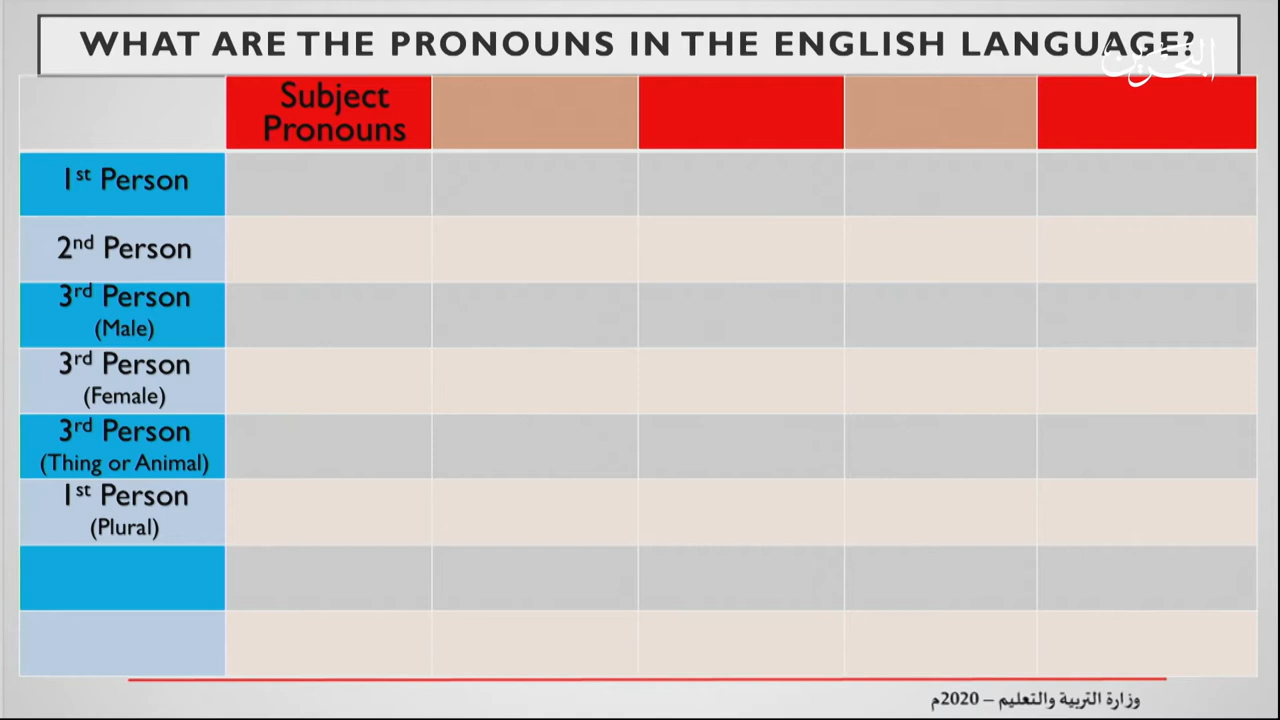 WHAT ARE THE PRONOUNS IN THE ENGLISH LANGUAGE?
البحرين
Subject
Pronouns
1st Person
2nd Person
3rd Person
(Male)
3rd Person
(Female)
3rd Person
(Thing or Animal)
1st Person
(Plural)
وزارة التربية والتعليم – 2020م